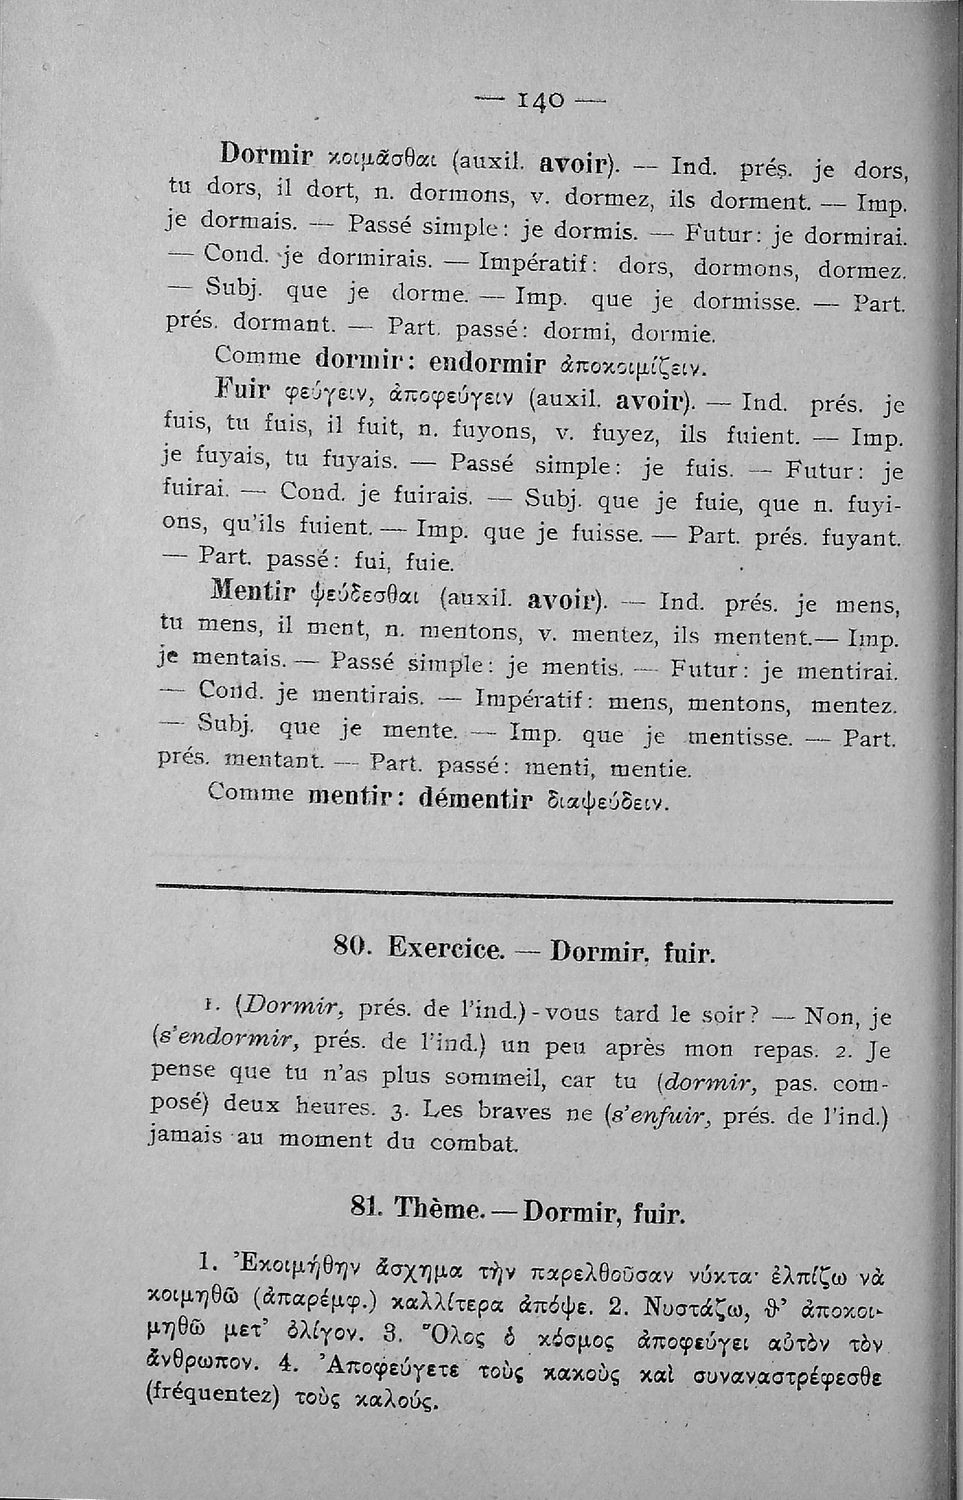 — 140 —
Dormir κοιμᾶσθαι (auxil. avoir). — Ind. prés. je dors,
tu dors, il dort, n. dormons, v. dormez, ils dorment. — Imp.
je dormais. — Passé simple: je dormis. — Futur: je dormirai.
— Cond. je dormirais. — Impératif: dors, dormons, dormez.
— Subj. que je dorme. — Imp. que je dormisse. — Part.
prés. dormant. — Part. passé: dormi, dormie.
Comme dormir: endormir ἀποκοιμίζειν.
Fuir φεύγειν, ἀποφεύγειν (auxil. avoir). — Ind. prés. je
fuis, tu fuis, il fuit, n. fuyons, v. fuyez, ils fuient. — Imp.
je fuyais, tu fuyais. — Passé simple: je fuis. — Futur: je
fuirai. — Cond. je fuirais. — Subj. que je fuie, que n. fuyi-
ons, qu'ils fuient. — Imp. que je fuisse. — Part. prés. fuyant.
— Part. passé: fui, fuie.
Mentir ψεύδεσθαι (auxil. avoir). — Ind. prés. je mens,
tu mens, il ment, n. mentons, v. mentez, ils mentent.— Imp.
je mentais. — Passé simple: je mentis. — Futur: je mentirai.
— Cond. je mentirais. — Impératif: mens, mentons, mentez.
— Subj. que je mente. — Imp. que je mentisse. — Part.
prés. mentant. — Part. passé: menti, mentie.
Comme mentir: démentir διαψεύδειν.
80. Exercice. — Dormir, fuir.
1. (Dormir, prés. de l'ind.)-vous tard le soir? — Non, je
(s'endormir, prés. de l'ind.) un peu après mon repas. 2. Je
pense que tu n'as plus sommeil, car tu (dormir, pas. com-
posé) deux heures. 3. Les braves ne (s'enfuir, prés. de l'ind.)
jamais au moment du combat.
81. Thème. — Dormir, fuir.
1. Ἐκοιμήθην ἄσχημα τὴν παρελθοῦσαν νύκτα· ἐλπίζω νὰ
κοιμηθῶ (ἀπαρέμφ.) καλλίτερα ἀπόψε. 2. Νυστάζω, θ' ἀποκοι-
μηθῶ μετ' ὀλίγον. 3. Ὅλος ὁ κόσμος ἀποφεύγει αὐτὸν τὸν
ἄνθρωπον. 4. Ἀποφεύγετε τοὺς κακοὺς καὶ συναναστρέφεσθε
(fréquentez) τοὺς καλούς.